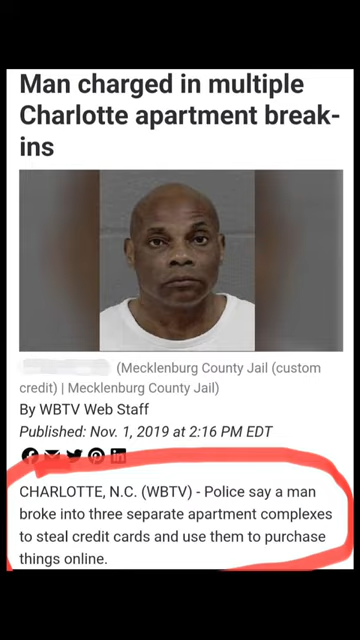 Man charged in multiple
Charlotte apartment break-
ins
(Mecklenburg County Jail (custom
credit) | Mecklenburg County Jail)
By WBTV Web Staff
Published: Nov. 1, 2019 at 2:16 PM EDT
CHARLOTTE, N.C. (WBTV) - Police say a man
broke into three separate apartment complexes
to steal credit cards and use them to purchase
things online.